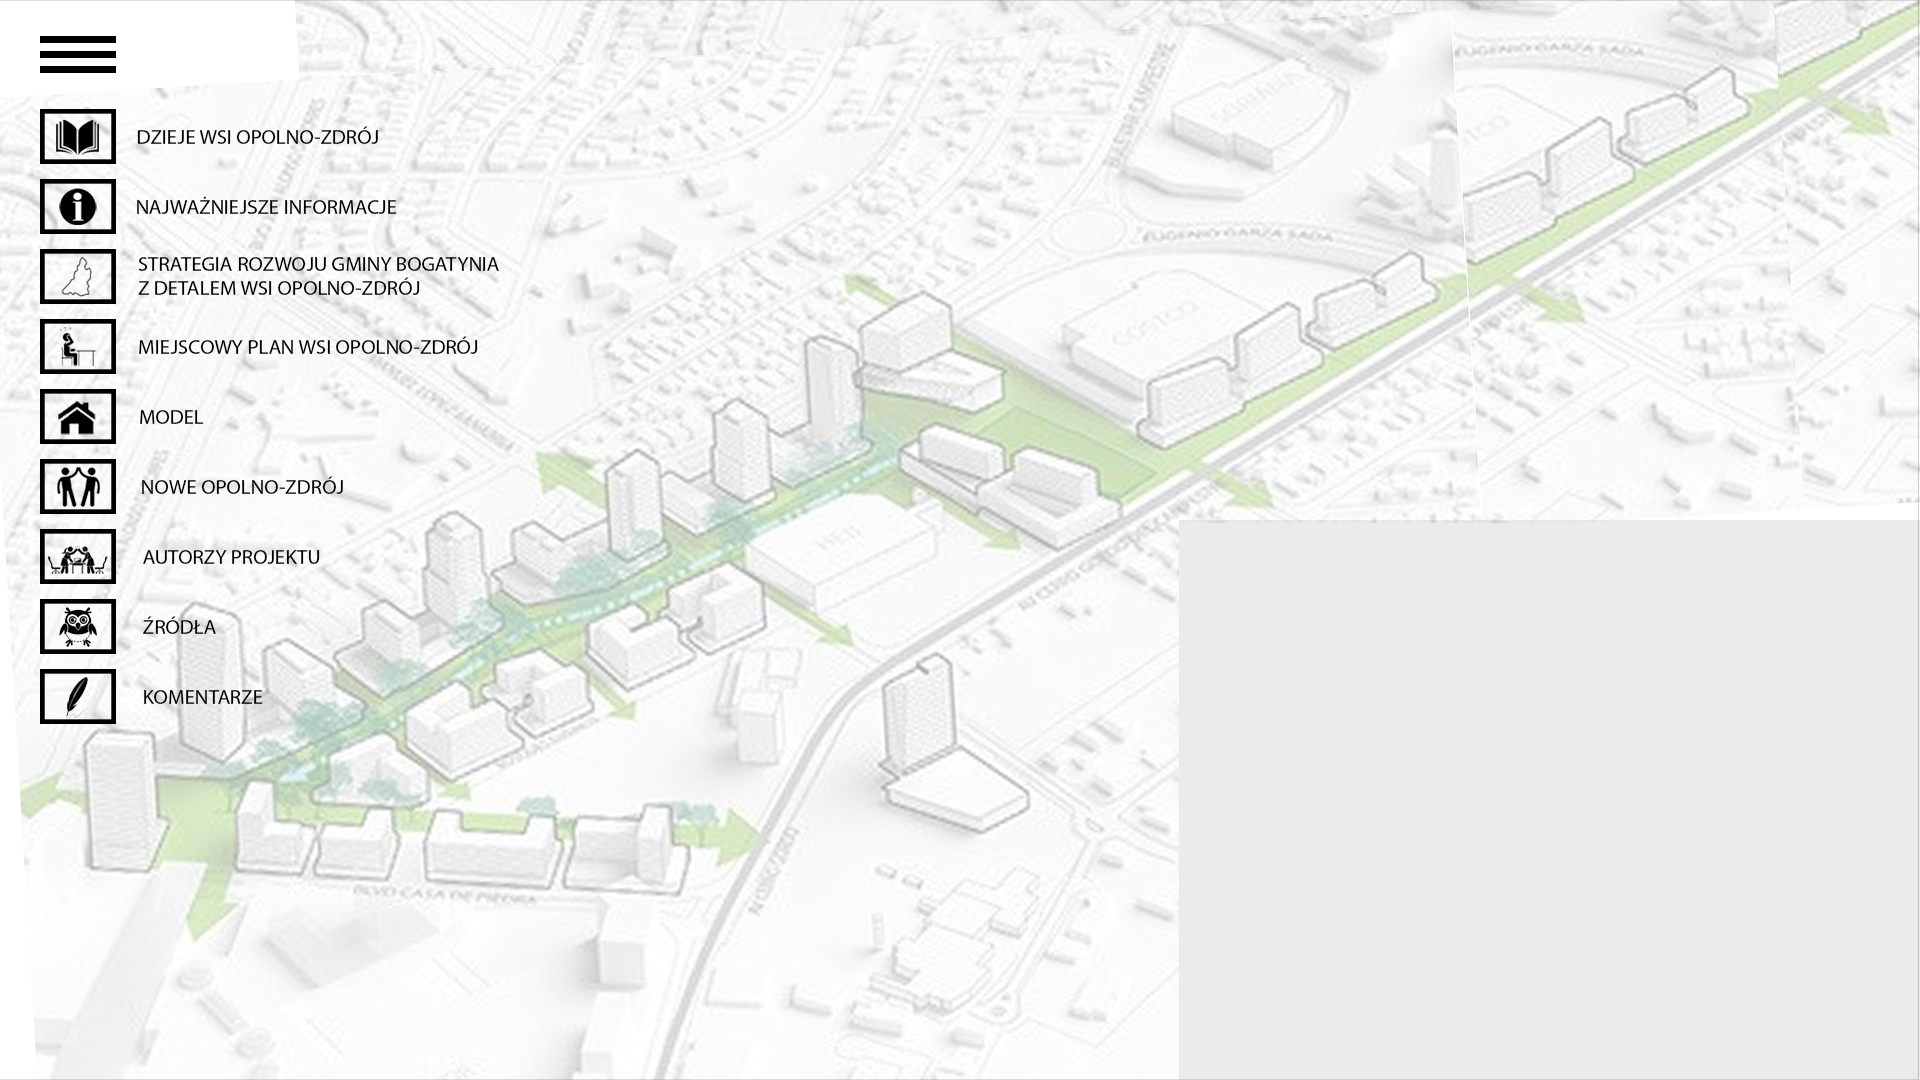 DZIEJE WSI OPOLNO-ZDRÓJ
NAJWAŻNIEJSZE INFORMACJE
STRATEGIA ROZWOJU GMINY BOGATYNIA
Z DETALEM WSI OPOLNO-ZDRÓJ
MIEJSCOWY PLAN WSI OPOLNO-ZDRÓJ
MODEL
NOWE OPOLNO-ZDRÓJ
AUTORZY PROJEKTU
ŹRÓDŁA
KOMENTARZE
EUGENIO GARZA SADA
EUGENIO GARZA SADA
COSTCO
HEB
BLVD CASA DE PIEDRA